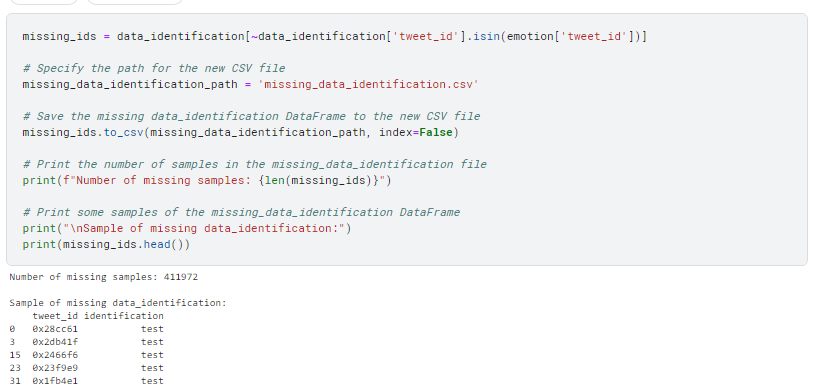 missing_ids = data_identification[~data_identification['tweet_id'].isin(emotion['tweet_id'])]
# Specify the path for the new CSV file
missing_data_identification_path = 'missing_data_identification.csv'
# Save the missing data_identification DataFrame to the new CSV file
missing_ids.to_csv(missing_data_identification_path, index=False)
# Print the number of samples in the missing_data_identification file
print(f"Number of missing samples: {len(missing_ids)}")
# Print some samples of the missing_data_identification DataFrame
print("\nSample of missing data_identification:")
print(missing_ids.head())
Number of missing samples: 411972
Sample of missing data_identification:
tweet_id identification
0 0x28cc61 test
3 0x2db41f test
15 0x2466f6 test
23 0x23f9e9 test
31 0x1fb4e1 test